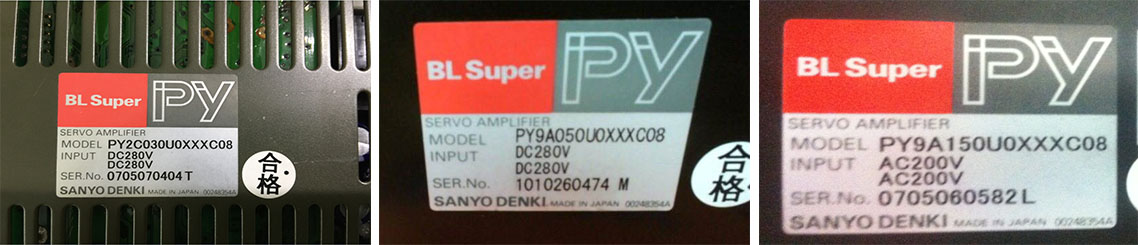 BL Super PY
SERVO AMPLIFIER
MODEL PY2C030U0XXXC08
INPUT DC280V
DC280V
SER.No. 0705070404 T
SANYO DENKI MADE IN JAPAN 00248354A
合格
BL Super PY
SERVO AMPLIFIER
MODEL PY9A050U0XXXC08
INPUT DC280V
DC280V
SER.No. 1010260474 M
SANYO DENKI MADE IN JAPAN 00248354A
合格
BL Super PY
SERVO AMPLIFIER
MODEL PY9A150U0XXXC08
INPUT AC200V
AC200V
SER.No. 0705060582 L
SANYO DENKI MADE IN JAPAN 00248354A